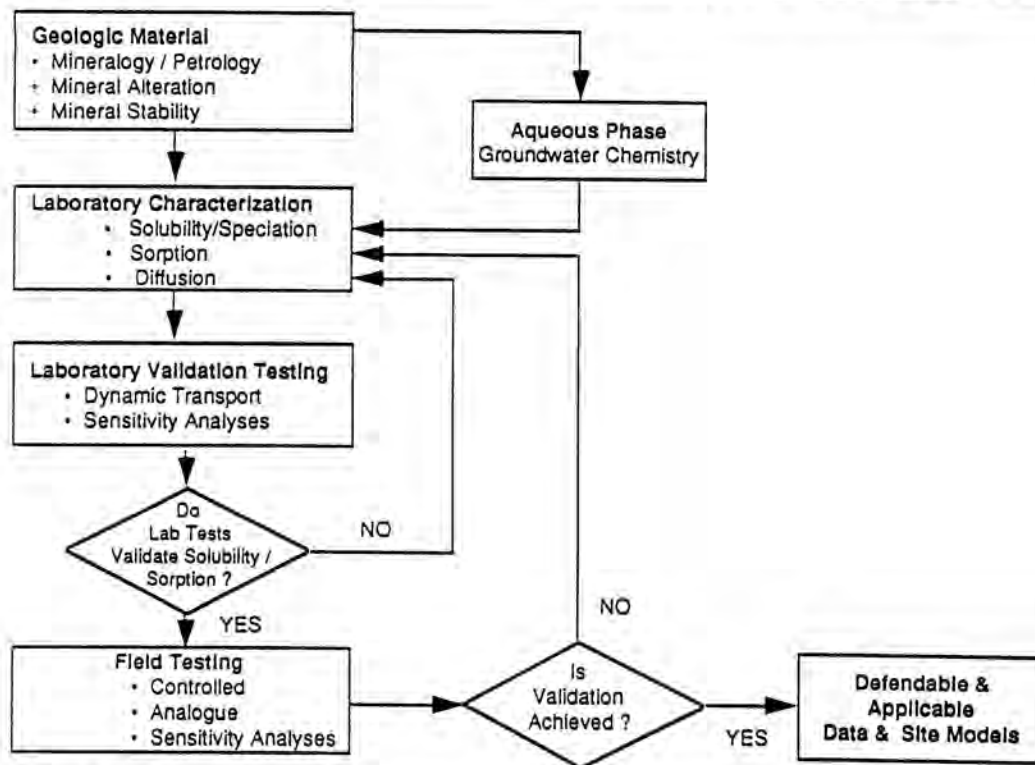 Geologic Material
• Mineralogy / Petrology
+ Mineral Alteration
+ Mineral Stability
Aqueous Phase
Groundwater Chemistry
Laboratory Characterization
• Solubility/Speciation
• Sorption
• Diffusion
Laboratory Validation Testing
• Dynamic Transport
• Sensitivity Analyses
Do
Lab Tests
Validate Solubility /
Sorption ?
NO
YES
Field Testing
• Controlled
• Analogue
• Sensitivity Analyses
NO
Is
Validation
Achieved ?
YES
Defendable &
Applicable
Data & Site Models